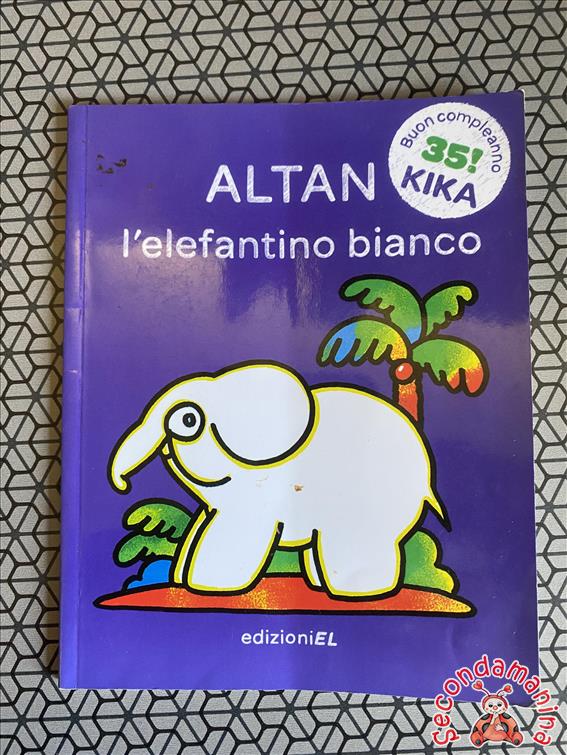 Buon compleanno
35!
KIKA
ALTAN
l'elefantino bianco
edizioniEL
secondamanina